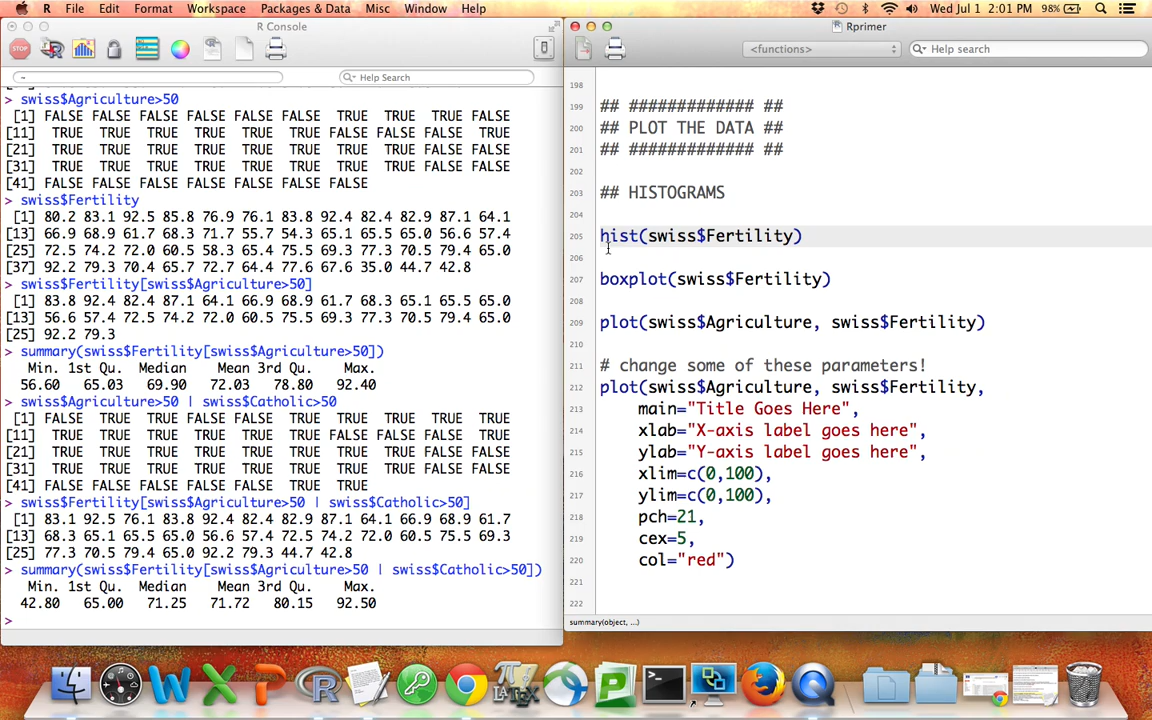 R File Edit Format Workspace Packages & Data Misc Window Help Wed Jul 1 2:01 PM 98%
R Console
STOP
~
Help Search
> swiss$Agriculture>50
[1] FALSE FALSE FALSE FALSE FALSE FALSE TRUE TRUE TRUE FALSE
[11] TRUE TRUE TRUE TRUE TRUE TRUE FALSE FALSE FALSE TRUE
[21] TRUE TRUE TRUE TRUE TRUE TRUE TRUE TRUE FALSE FALSE
[31] TRUE TRUE TRUE TRUE TRUE TRUE TRUE TRUE FALSE FALSE
[41] FALSE FALSE FALSE FALSE FALSE FALSE FALSE
> swiss$Fertility
[1] 80.2 83.1 92.5 85.8 76.9 76.1 83.8 92.4 82.4 82.9 87.1 64.1
[13] 66.9 68.9 61.7 68.3 71.7 55.7 54.3 65.1 65.5 65.0 56.6 57.4
[25] 72.5 74.2 72.0 60.5 58.3 65.4 75.5 69.3 77.3 70.5 79.4 65.0
[37] 92.2 79.3 70.4 65.7 72.7 64.4 77.6 67.6 35.0 44.7 42.8
> swiss$Fertility[swiss$Agriculture>50]
[1] 83.8 92.4 82.4 87.1 64.1 66.9 68.9 61.7 68.3 65.1 65.5 65.0
[13] 56.6 57.4 72.5 74.2 72.0 60.5 75.5 69.3 77.3 70.5 79.4 65.0
[25] 92.2 79.3
> summary(swiss$Fertility[swiss$Agriculture>50])
Min. 1st Qu. Median Mean 3rd Qu. Max.
56.60 65.03 69.90 72.03 78.80 92.40
> swiss$Agriculture>50 | swiss$Catholic>50
[1] FALSE TRUE TRUE FALSE FALSE TRUE TRUE TRUE TRUE TRUE
[11] TRUE TRUE TRUE TRUE TRUE TRUE FALSE FALSE FALSE TRUE
[21] TRUE TRUE TRUE TRUE TRUE TRUE TRUE TRUE FALSE FALSE
[31] TRUE TRUE TRUE TRUE TRUE TRUE TRUE TRUE FALSE FALSE
[41] FALSE FALSE FALSE FALSE FALSE TRUE TRUE
> swiss$Fertility[swiss$Agriculture>50 | swiss$Catholic>50]
[1] 83.1 92.5 76.1 83.8 92.4 82.4 82.9 87.1 64.1 66.9 68.9 61.7
[13] 68.3 65.1 65.5 65.0 56.6 57.4 72.5 74.2 72.0 60.5 75.5 69.3
[25] 77.3 70.5 79.4 65.0 92.2 79.3 44.7 42.8
> summary(swiss$Fertility[swiss$Agriculture>50 | swiss$Catholic>50])
Min. 1st Qu. Median Mean 3rd Qu. Max.
42.80 65.00 71.25 71.72 80.15 92.50
>
Rprimer
<functions>
Help search
198
199 ## ############# ##
200 ## PLOT THE DATA ##
201 ## ############# ##
202
203 ## HISTOGRAMS
204
205 hist(swiss$Fertility)
206
207 boxplot(swiss$Fertility)
208
209 plot(swiss$Agriculture, swiss$Fertility)
210
211 # change some of these parameters!
212 plot(swiss$Agriculture, swiss$Fertility,
213 main="Title Goes Here",
214 xlab="X-axis label goes here",
215 ylab="Y-axis label goes here",
216 xlim=c(0,100),
217 ylim=c(0,100),
218 pch=21,
219 cex=5,
220 col="red")
221
222
summary(object, ...)